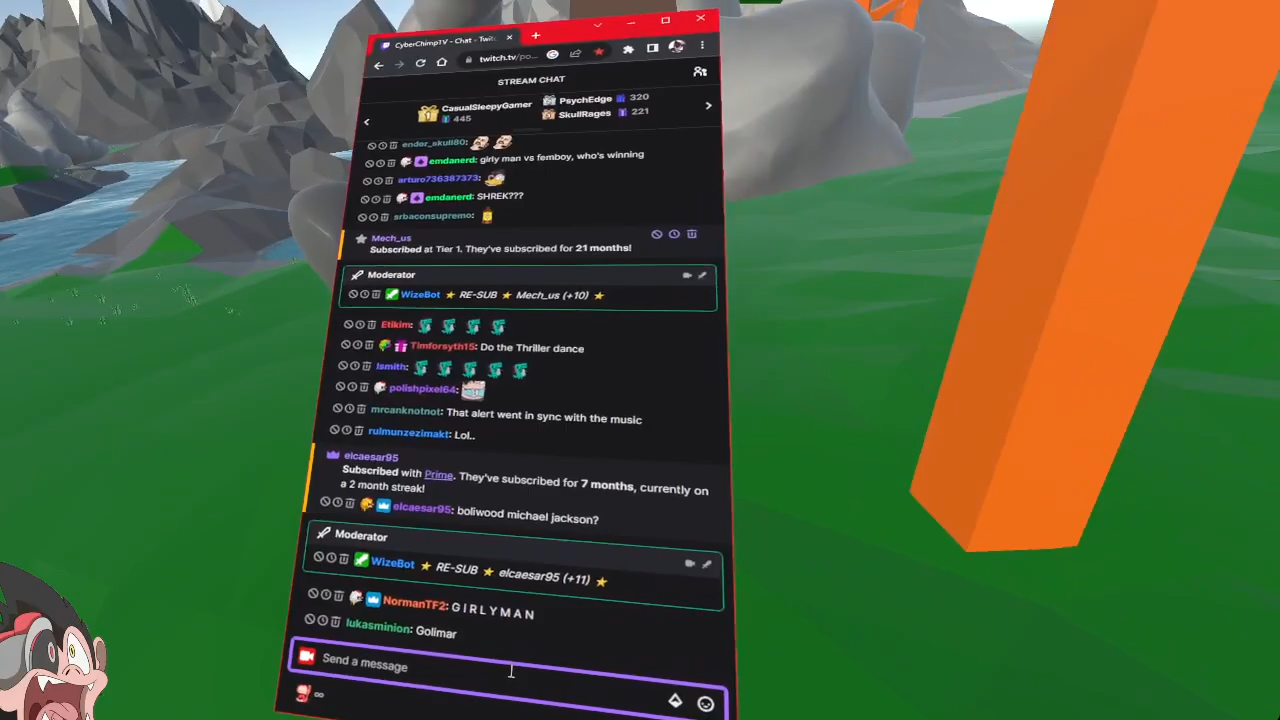 CyberChimpTV - Chat - Twitc
twitch.tv/po...
STREAM CHAT
CasualSleepyGamer
445
PsychEdge 320
SkullRages 221
ender_skull80:
emdanerd: girly man vs femboy, who's winning
arturo736387373:
emdanerd: SHREK???
srbaconsupremo:
Mech_us
Subscribed at Tier 1. They've subscribed for 21 months!
Moderator
WizeBot RE-SUB Mech_us (+10)
Etikim:
Timforsyth15: Do the Thriller dance
lsmith:
polishpixel64:
mrcanknotnot: That alert went in sync with the music
rulmunzezimakt: Lol..
elcaesar95
Subscribed with Prime. They've subscribed for 7 months, currently on
a 2 month streak!
elcaesar95: boliwood michael jackson?
Moderator
WizeBot RE-SUB elcaesar95 (+11)
NormanTF2: G I R L Y M A N
lukasminion: Golimar
Send a message
∞